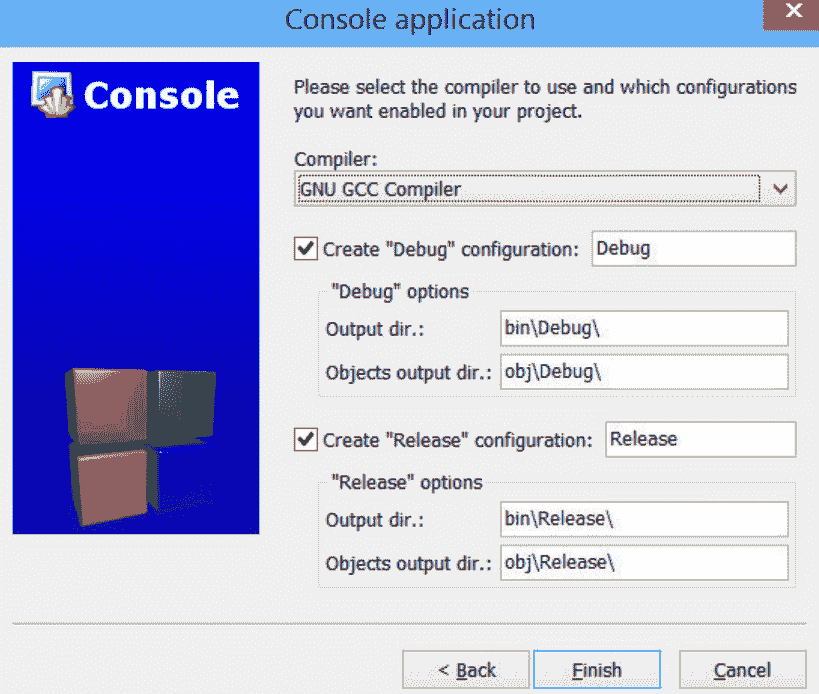 Console application
Console
Please select the compiler to use and which configurations
you want enabled in your project.
Compiler:
GNU GCC Compiler
Create "Debug" configuration: Debug
"Debug" options
Output dir.: bin\Debug\
Objects output dir.: obj\Debug\
Create "Release" configuration: Release
"Release" options
Output dir.: bin\Release\
Objects output dir.: obj\Release\
< Back Finish Cancel